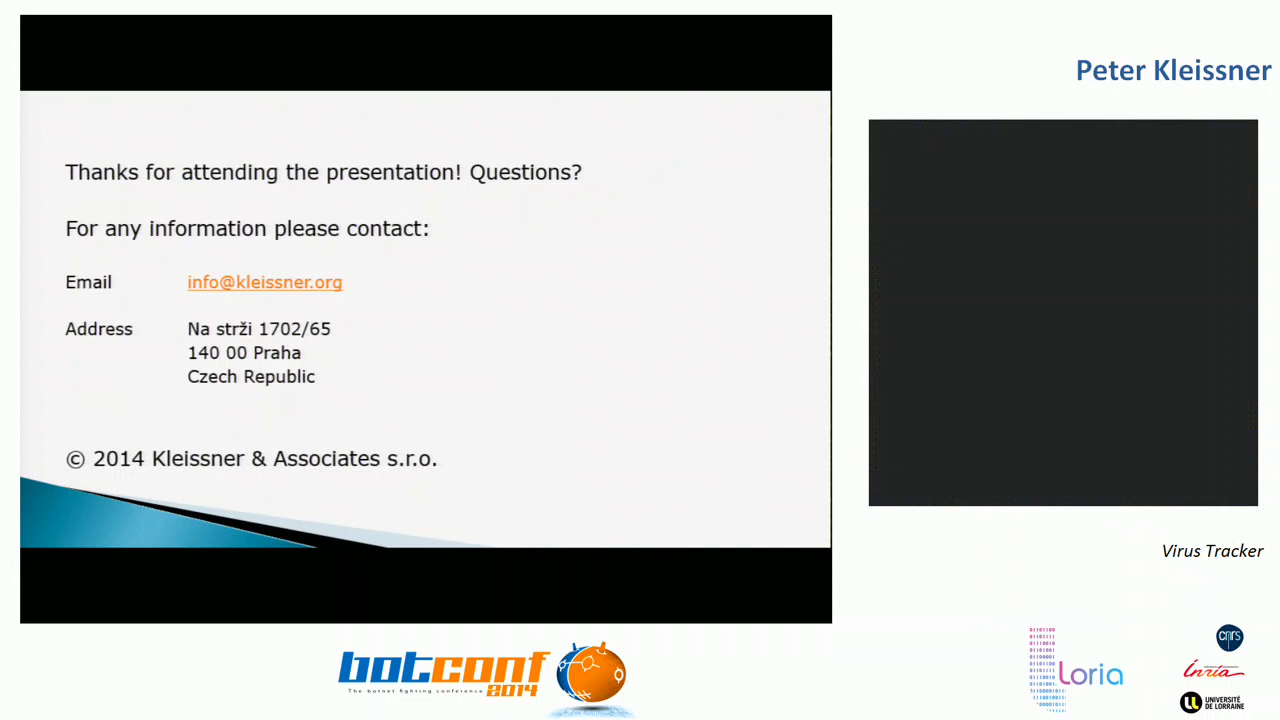 Peter Kleissner
Thanks for attending the presentation! Questions?
For any information please contact:
Email info@kleissner.org
Address Na strži 1702/65
140 00 Praha
Czech Republic
© 2014 Kleissner & Associates s.r.o.
Virus Tracker
botconf
2014
The botnet fighting conference
Loria
cnrs
Inria
UNIVERSITÉ
DE LORRAINE